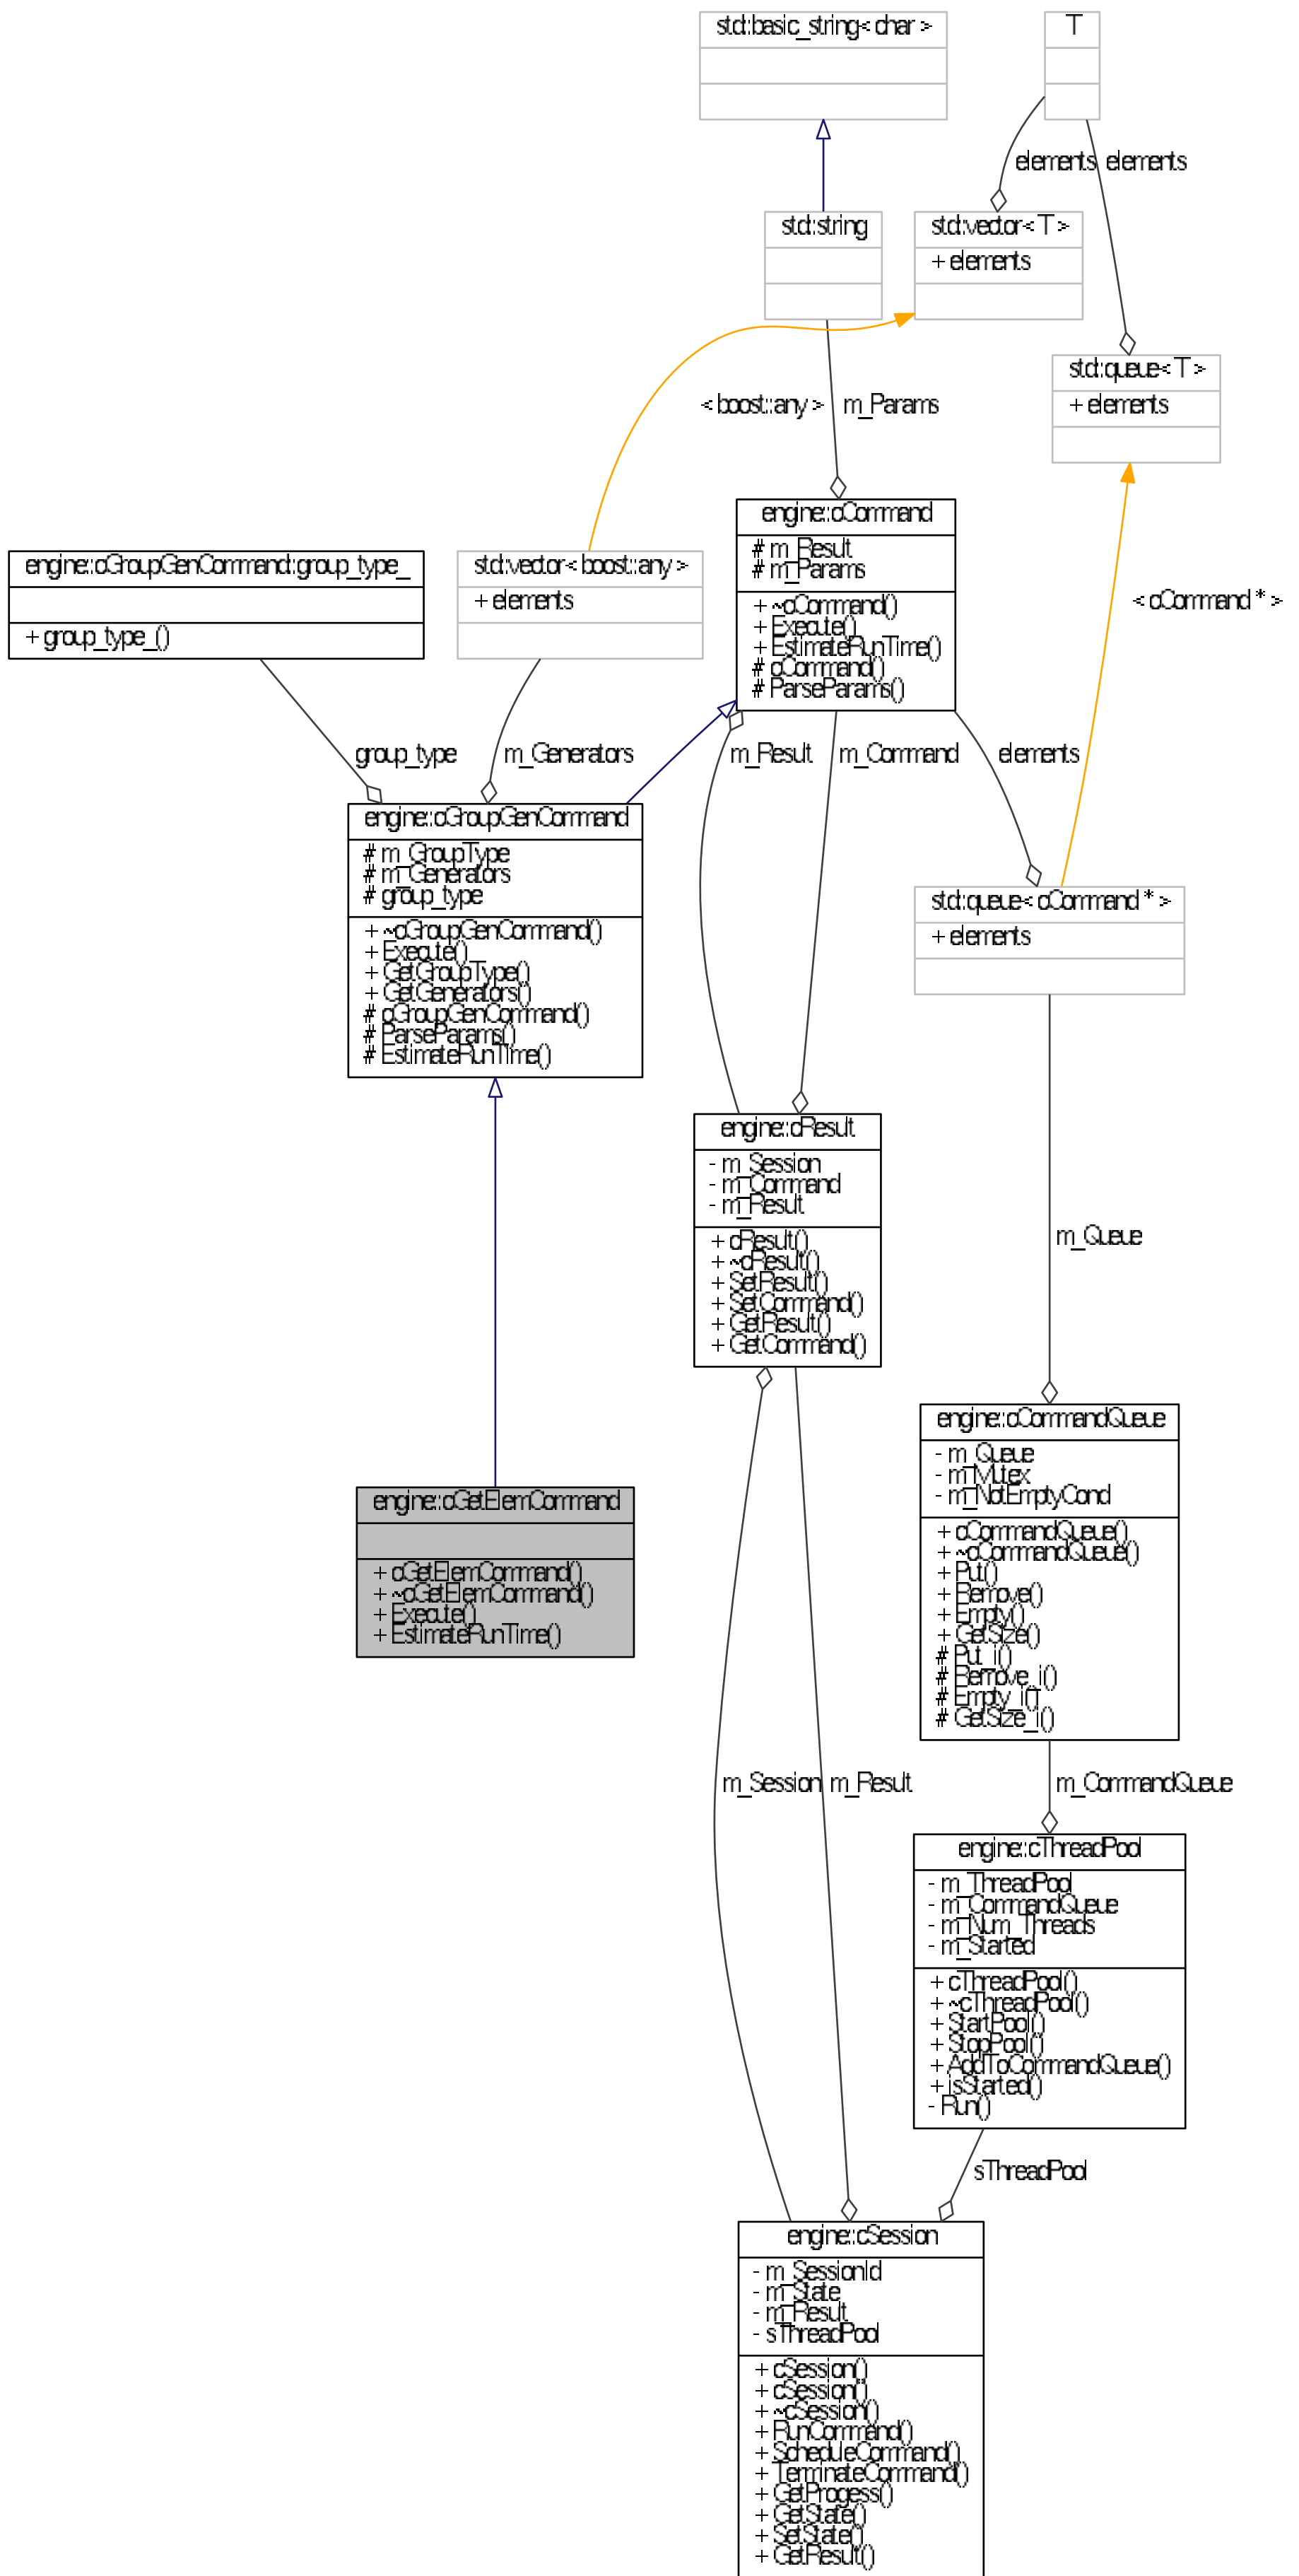 std::basic_string< char >
T
elements
elements
std::string
std::vector< T >
+ elements
std::queue< T >
+ elements
< boost::any >
m_Params
engine::cCommand
# m_Result
# m_Params
+ ~cCommand()
+ Execute()
+ EstimateRunTime()
# cCommand()
# ParseParams()
engine::cGroupGenCommand::group_type_
+ group_type_()
std::vector< boost::any >
+ elements
< cCommand * >
group_type
m_Generators
m_Result
m_Command
elements
engine::cGroupGenCommand
# m_GroupType
# m_Generators
# group_type
+ ~cGroupGenCommand()
+ Execute()
+ GetGroupType()
+ GetGenerators()
# cGroupGenCommand()
# ParseParams()
# EstimateRunTime()
std::queue< cCommand * >
+ elements
engine::cResult
- m_Session
- m_Command
- m_Result
+ cResult()
+ ~cResult()
+ SetResult()
+ SetCommand()
+ GetResult()
+ GetCommand()
m_Queue
engine::cCommandQueue
- m_Queue
- m_Mutex
- m_NotEmptyCond
+ cCommandQueue()
+ ~cCommandQueue()
+ Put()
+ Remove()
+ Empty()
+ GetSize()
# Put_i()
# Remove_i()
# Empty_i()
# GetSize_i()
engine::cGetElemCommand
+ cGetElemCommand()
+ ~cGetElemCommand()
+ Execute()
+ EstimateRunTime()
m_Session
m_Result
m_CommandQueue
engine::cThreadPool
- m_ThreadPool
- m_CommandQueue
- m_Num_Threads
- m_Started
+ cThreadPool()
+ ~cThreadPool()
+ StartPool()
+ StopPool()
+ AddToCommandQueue()
+ isStarted()
- Run()
sThreadPool
engine::cSession
- m_SessionId
- m_State
- m_Result
- sThreadPool
+ cSession()
+ cSession()
+ ~cSession()
+ RunCommand()
+ ScheduleCommand()
+ TerminateCommand()
+ GetProgess()
+ GetState()
+ SetState()
+ GetResult()